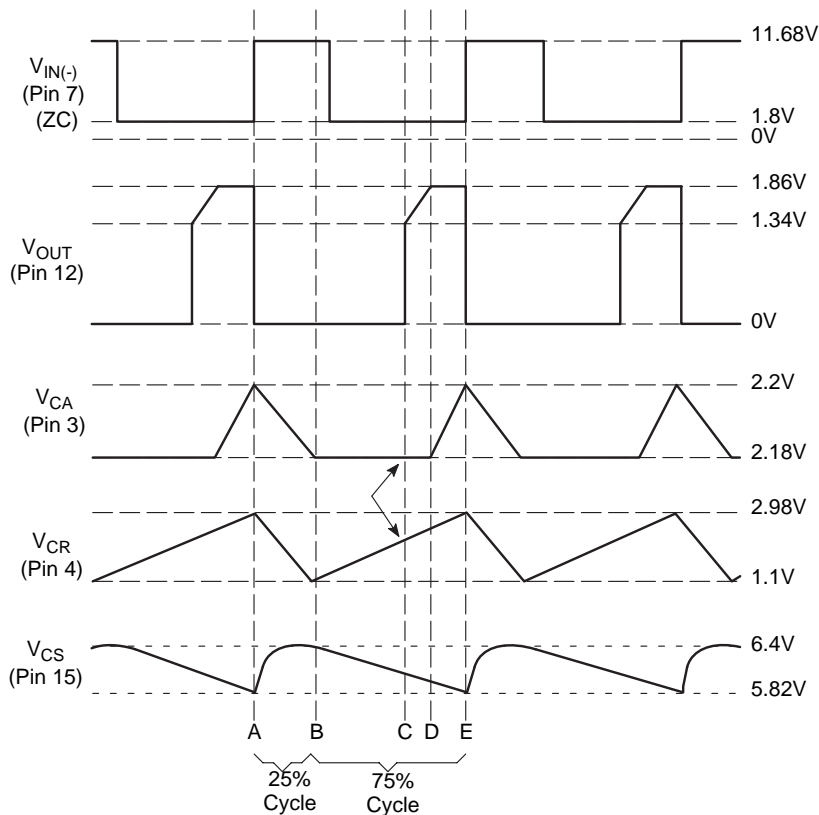 V_IN(-)
(Pin 7)
(ZC)
11.68V
1.8V
0V
V_OUT
(Pin 12)
1.86V
1.34V
0V
V_CA
(Pin 3)
2.2V
2.18V
V_CR
(Pin 4)
2.98V
1.1V
V_CS
(Pin 15)
6.4V
5.82V
A B C D E
25%
Cycle
75%
Cycle